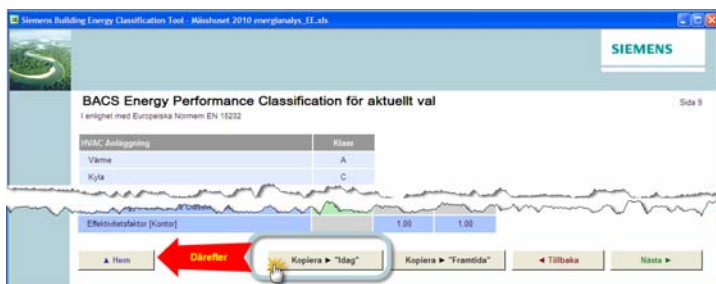 Siemens Building Energy Classification Tool - Mässhuset 2010 energianalys_EE.xls
SIEMENS
BACS Energy Performance Classification för aktuellt val
Sida 9
I enlighet med Europeiska Normern EN 15232
HVAC Anläggning Klass
Värme A
Kyla C
Effektivitetsfaktor [Kontor] 1.00 1.00
▲ Hem
Därefter
Kopiera ► "Idag"
Kopiera ► "Framtida"
◄ Tillbaka
Nästa ►